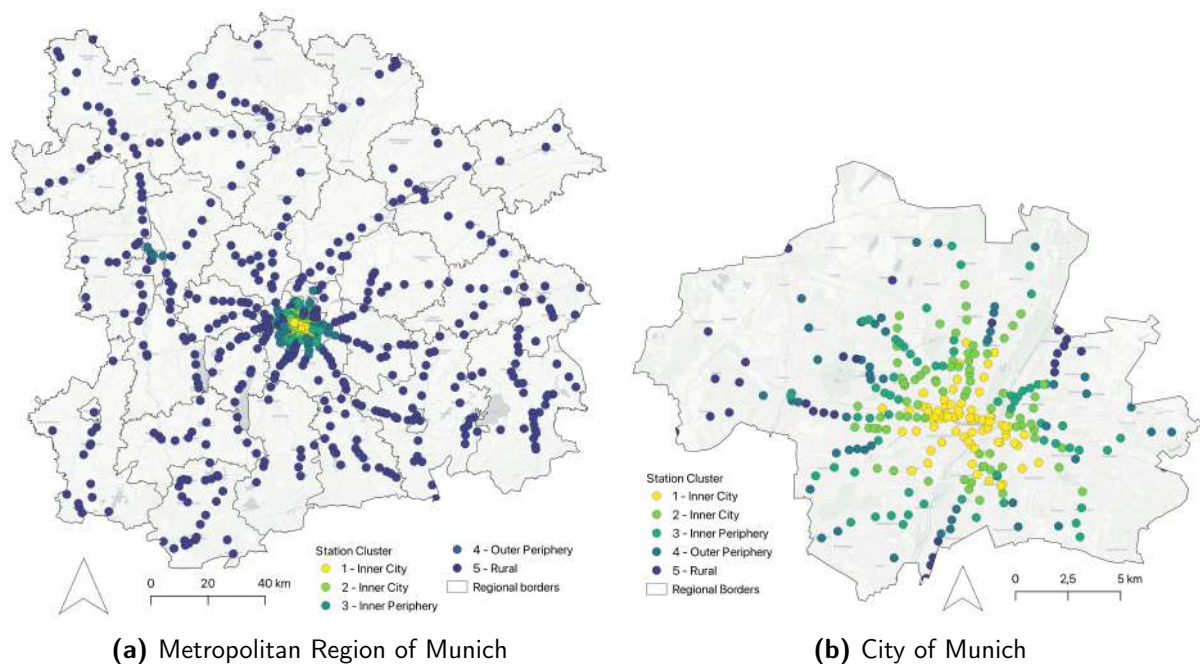 Station Cluster
1 - Inner City
2 - Inner City
3 - Inner Periphery
4 - Outer Periphery
5 - Rural
Regional borders
0 20 40 km
(a) Metropolitan Region of Munich
Station Cluster
1 - Inner City
2 - Inner City
3 - Inner Periphery
4 - Outer Periphery
5 - Rural
Regional borders
0 2,5 5 km
(b) City of Munich